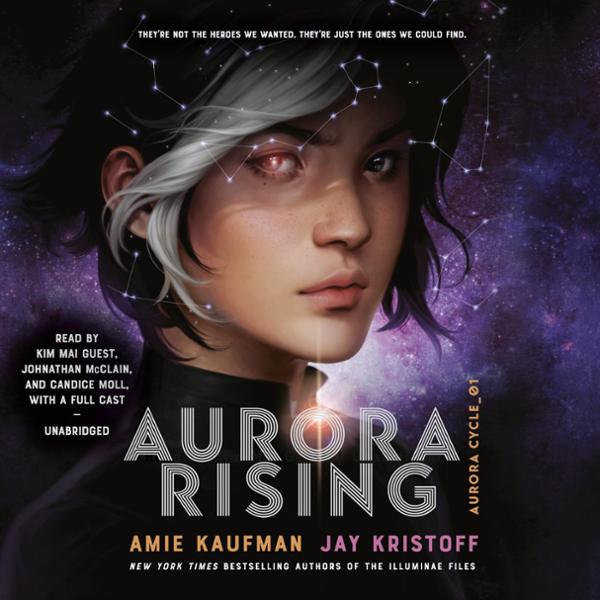 THEY'RE NOT THE HEROES WE WANTED. THEY'RE JUST THE ONES WE COULD FIND.
READ BY
KIM MAI GUEST,
JOHNATHAN McCLAIN,
AND CANDICE MOLL,
WITH A FULL CAST
–
UNABRIDGED
AURORA
RISING
AURORA CYCLE_01
AMIE KAUFMAN JAY KRISTOFF
NEW YORK TIMES BESTSELLING AUTHORS OF THE ILLUMINAE FILES